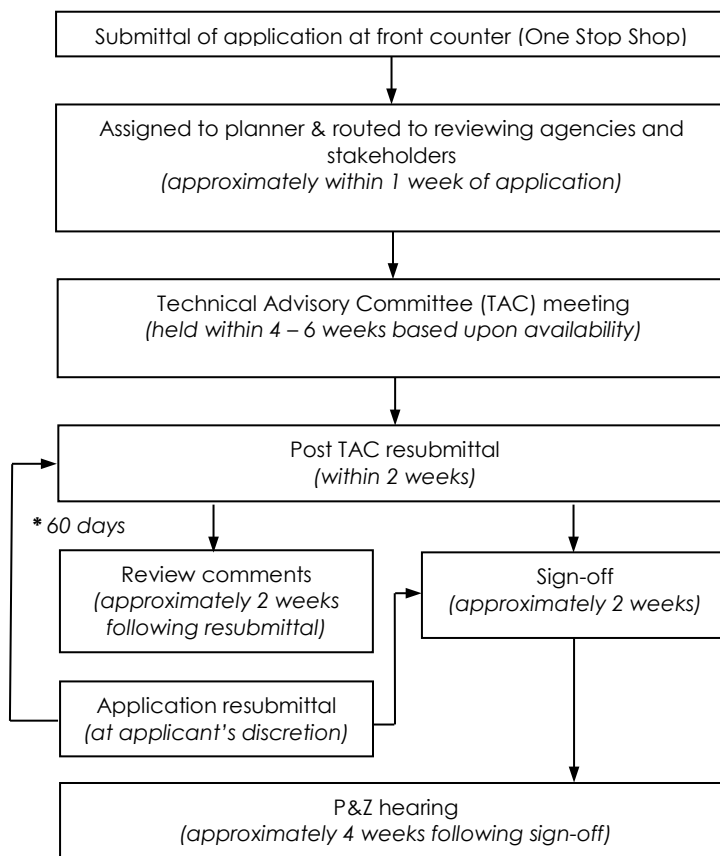 Submittal of application at front counter (One Stop Shop)
Assigned to planner & routed to reviewing agencies and
stakeholders
(approximately within 1 week of application)
Technical Advisory Committee (TAC) meeting
(held within 4 – 6 weeks based upon availability)
Post TAC resubmittal
(within 2 weeks)
* 60 days
Review comments
(approximately 2 weeks
following resubmittal)
Sign-off
(approximately 2 weeks)
Application resubmittal
(at applicant’s discretion)
P&Z hearing
(approximately 4 weeks following sign-off)